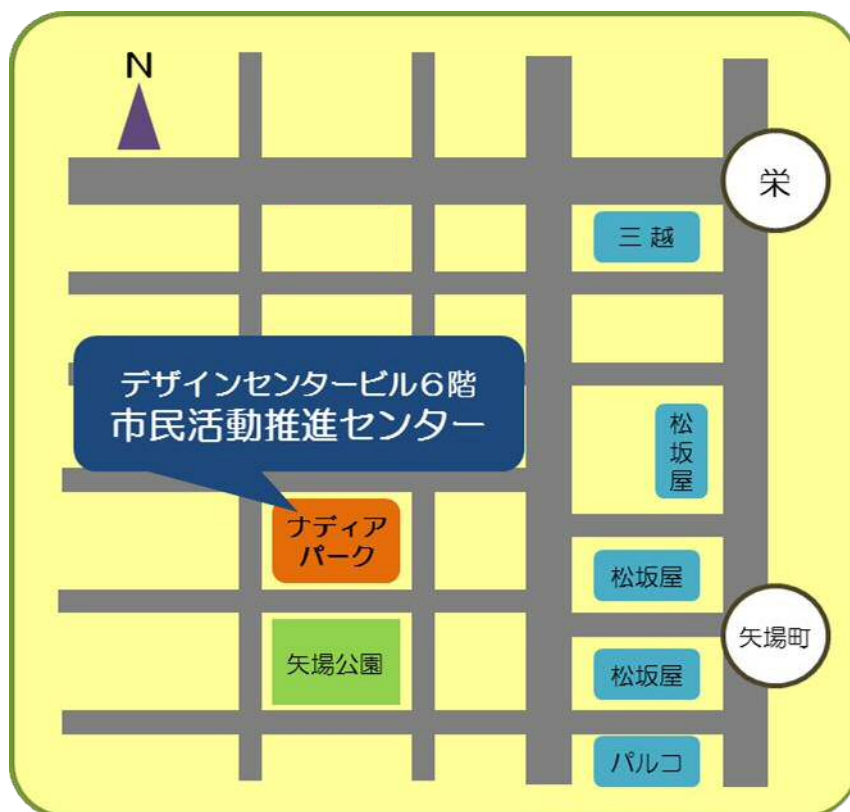 N
栄
三越
デザインセンタービル6階
市民活動推進センター
松
坂
屋
ナディア
パーク
松坂屋
矢場町
矢場公園
松坂屋
パルコ